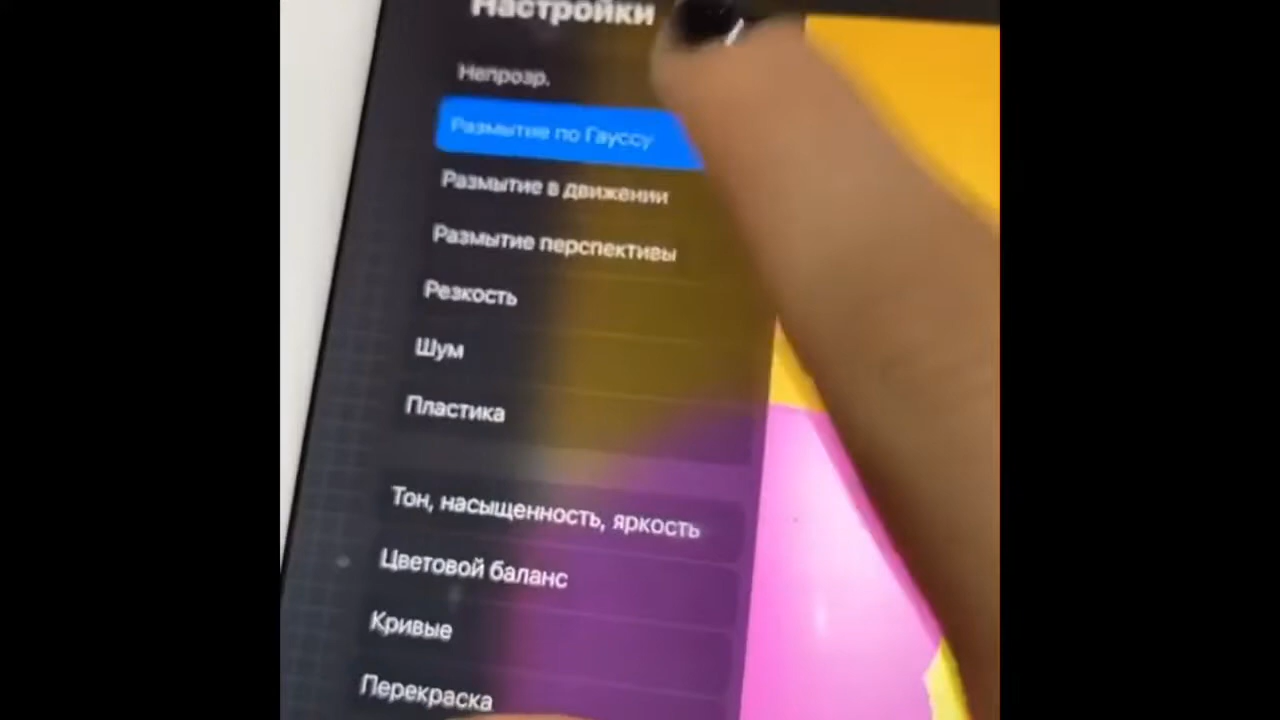 Настройки
Непрозр.
Размытие по Гауссу
Размытие в движении
Размытие перспективы
Резкость
Шум
Пластика
Тон, насыщенность, яркость
Цветовой баланс
Кривые
Перекраска